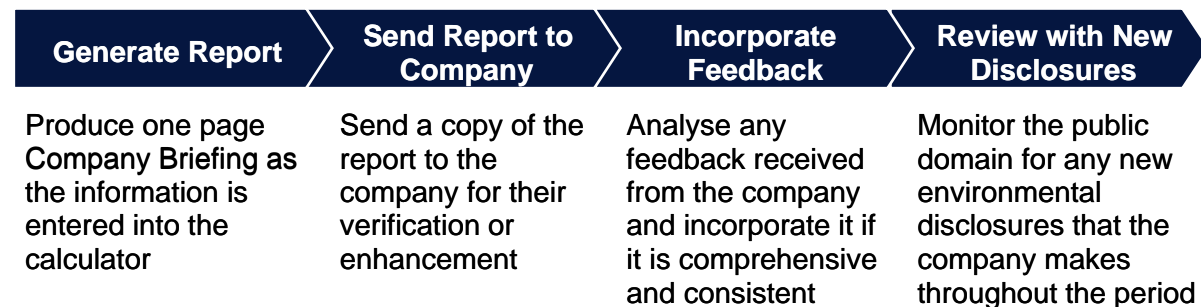 Generate Report
Send Report to
Company
Incorporate
Feedback
Review with New
Disclosures
Produce one page
Company Briefing as
the information is
entered into the
calculator
Send a copy of the
report to the
company for their
verification or
enhancement
Analyse any
feedback received
from the company
and incorporate it if
it is comprehensive
and consistent
Monitor the public
domain for any new
environmental
disclosures that the
company makes
throughout the period